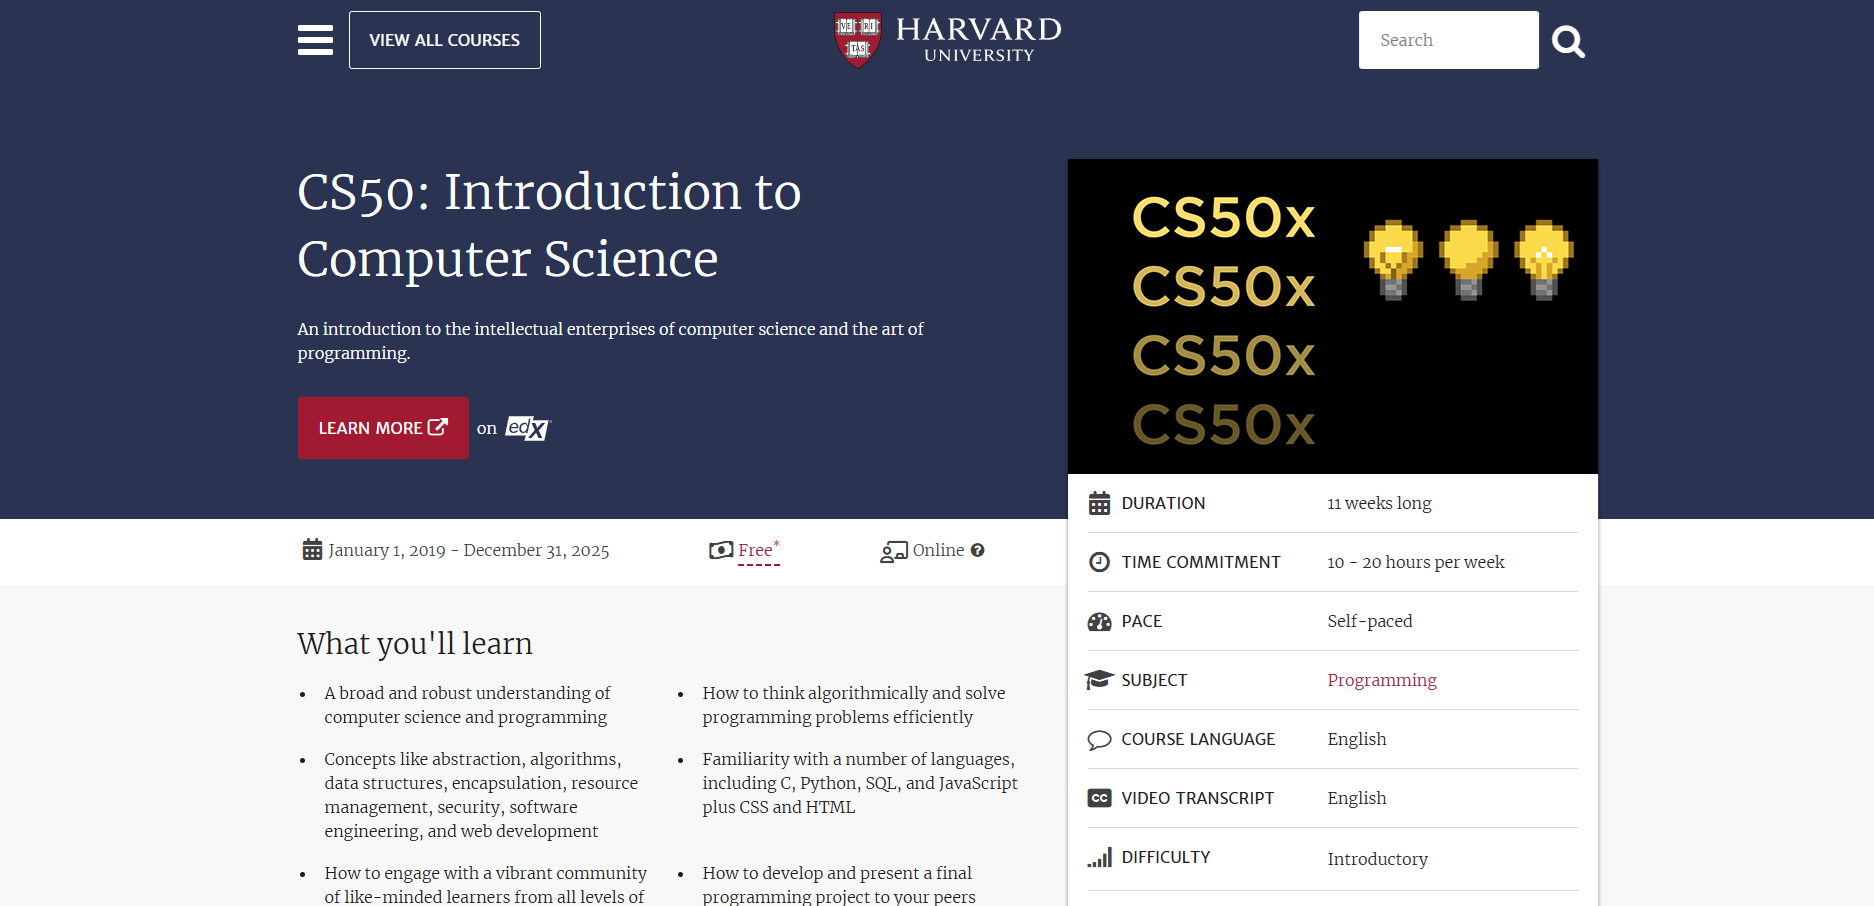 VIEW ALL COURSES
VE RI
TAS
HARVARD
UNIVERSITY
Search
CS50: Introduction to
Computer Science
An introduction to the intellectual enterprises of computer science and the art of
programming.
LEARN MORE on edX
CS50x
CS50x
CS50x
CS50x
January 1, 2019 - December 31, 2025
Free*
Online ?
DURATION 11 weeks long
TIME COMMITMENT 10 - 20 hours per week
PACE Self-paced
SUBJECT Programming
COURSE LANGUAGE English
CC VIDEO TRANSCRIPT English
DIFFICULTY Introductory
What you'll learn
• A broad and robust understanding of
computer science and programming
• How to think algorithmically and solve
programming problems efficiently
• Concepts like abstraction, algorithms,
data structures, encapsulation, resource
management, security, software
engineering, and web development
• Familiarity with a number of languages,
including C, Python, SQL, and JavaScript
plus CSS and HTML
• How to engage with a vibrant community
of like-minded learners from all levels of
• How to develop and present a final
programming project to your peers